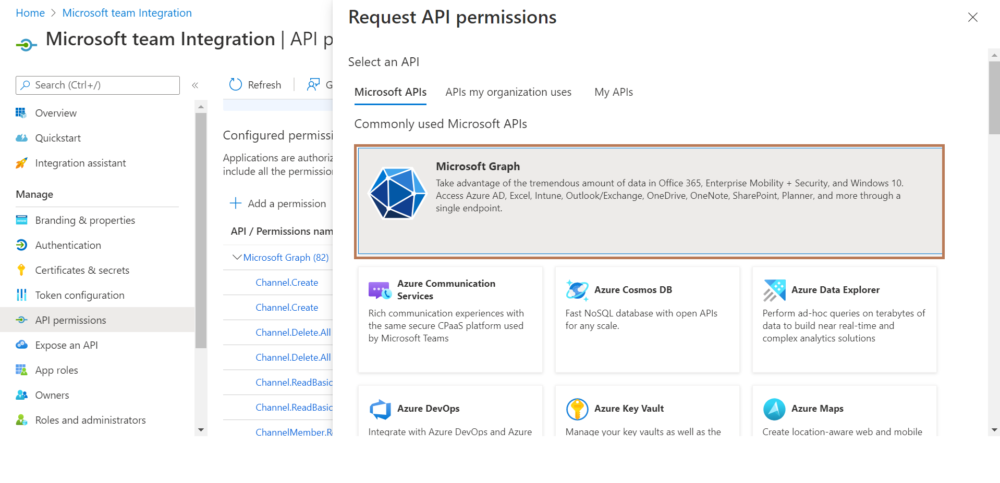 Home > Microsoft team Integration
Microsoft team Integration | API p
Search (Ctrl+/)
«
Overview
Quickstart
Integration assistant
Manage
Branding & properties
Authentication
Certificates & secrets
Token configuration
API permissions
Expose an API
App roles
Owners
Roles and administrators
Refresh
G
Configured permissi
Applications are authoriz
include all the permission
Add a permission
API / Permissions nam
Microsoft Graph (82)
Channel.Create
Channel.Create
Channel.Delete.All
Channel.Delete.All
Channel.ReadBasic
Channel.ReadBasic
ChannelMember.Re
Request API permissions
Select an API
Microsoft APIs
APIs my organization uses
My APIs
Commonly used Microsoft APIs
Microsoft Graph
Take advantage of the tremendous amount of data in Office 365, Enterprise Mobility + Security, and Windows 10.
Access Azure AD, Excel, Intune, Outlook/Exchange, OneDrive, OneNote, SharePoint, Planner, and more through a
single endpoint.
Azure Communication
Services
Rich communication experiences with
the same secure CPaaS platform used
by Microsoft Teams
Azure Cosmos DB
Fast NoSQL database with open APIs
for any scale.
Azure Data Explorer
Perform ad-hoc queries on terabytes of
data to build near real-time and
complex analytics solutions
Azure DevOps
Integrate with Azure DevOps and Azure
Azure Key Vault
Manage your key vaults as well as the
Azure Maps
Create location-aware web and mobile